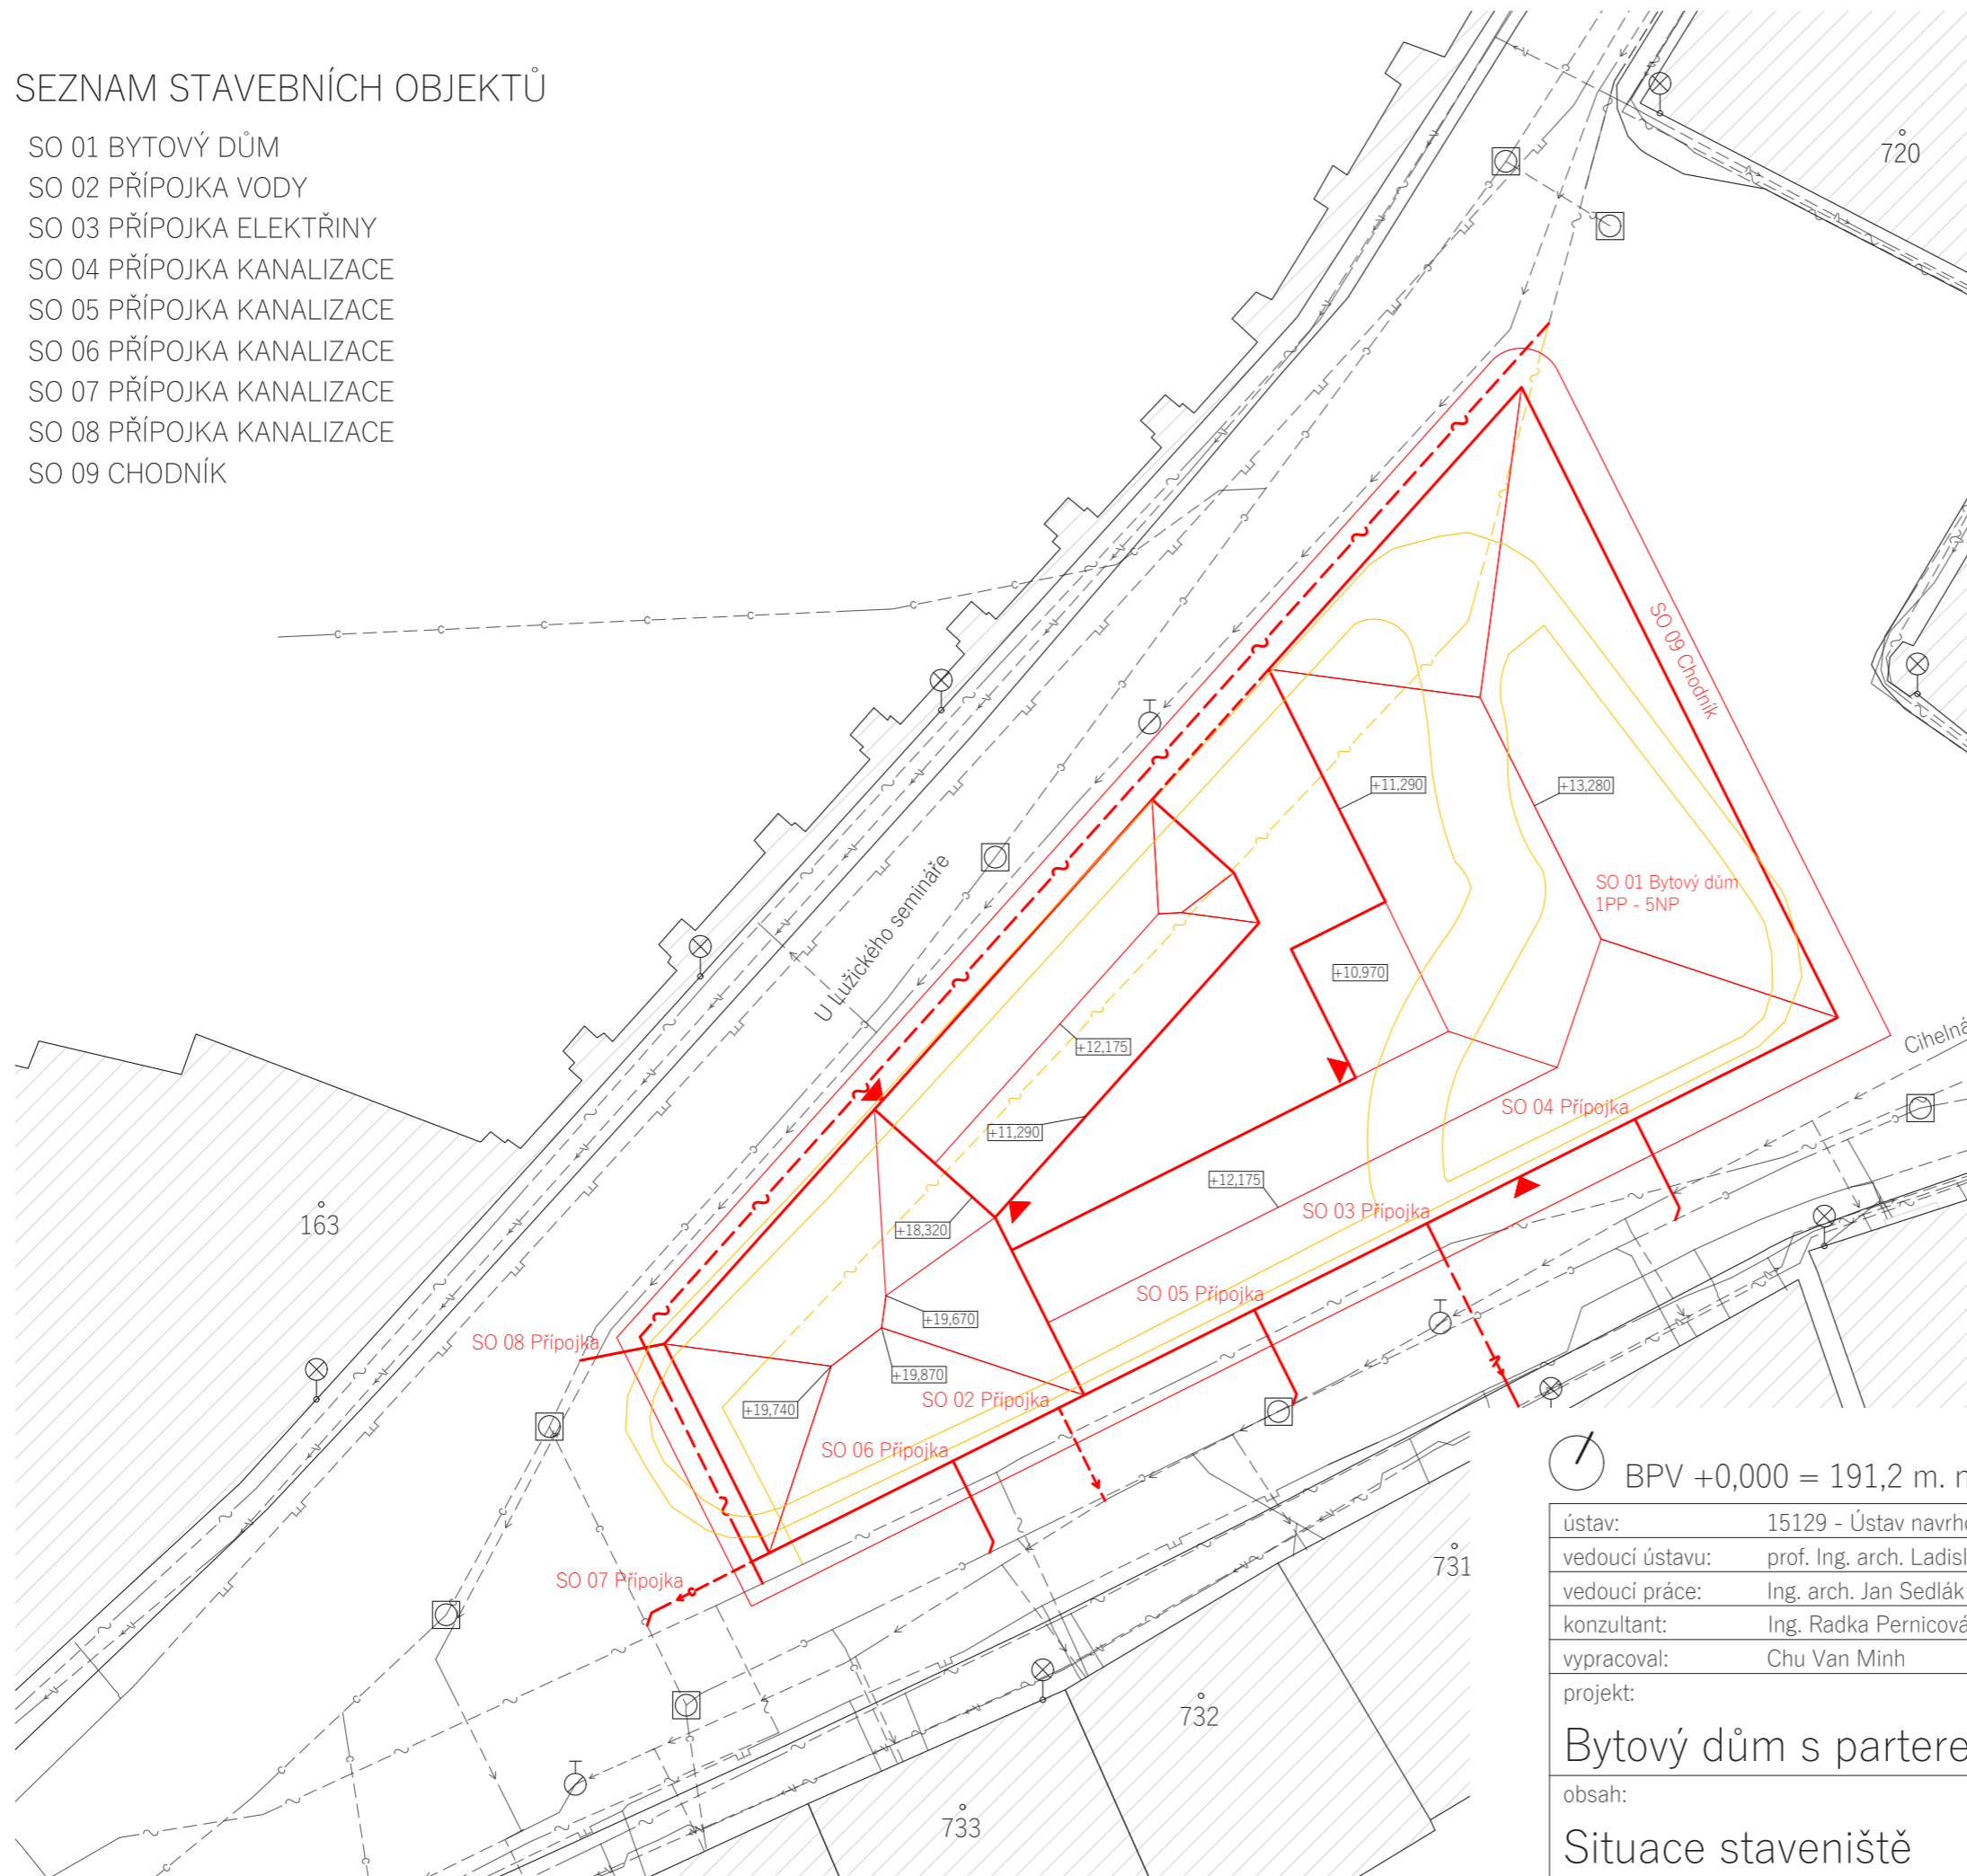 SEZNAM STAVEBNÍCH OBJEKTŮ
SO 01 BYTOVÝ DŮM
SO 02 PŘÍPOJKA VODY
SO 03 PŘÍPOJKA ELEKTŘINY
SO 04 PŘÍPOJKA KANALIZACE
SO 05 PŘÍPOJKA KANALIZACE
SO 06 PŘÍPOJKA KANALIZACE
SO 07 PŘÍPOJKA KANALIZACE
SO 08 PŘÍPOJKA KANALIZACE
SO 09 CHODNÍK
720
SO 09 Chodník
+11,290
+13,280
SO 01 Bytový dům
1PP - 5NP
U Lužického semináře
+10,970
Cihelná
+12,175
SO 04 Přípojka
+11,290
+12,175
SO 03 Přípojka
163
+18,320
SO 05 Přípojka
+19,670
SO 08 Přípojka
+19,870
SO 02 Přípojka
+19,740
SO 06 Přípojka
SO 07 Přípojka
731
732
733
BPV +0,000 = 191,2 m. n
ústav: 15129 - Ústav navrho
vedoucí ústavu: prof. Ing. arch. Ladisl
vedoucí práce: Ing. arch. Jan Sedlák
konzultant: Ing. Radka Pernicová
vypracoval: Chu Van Minh
projekt:
Bytový dům s partere
obsah:
Situace staveniště